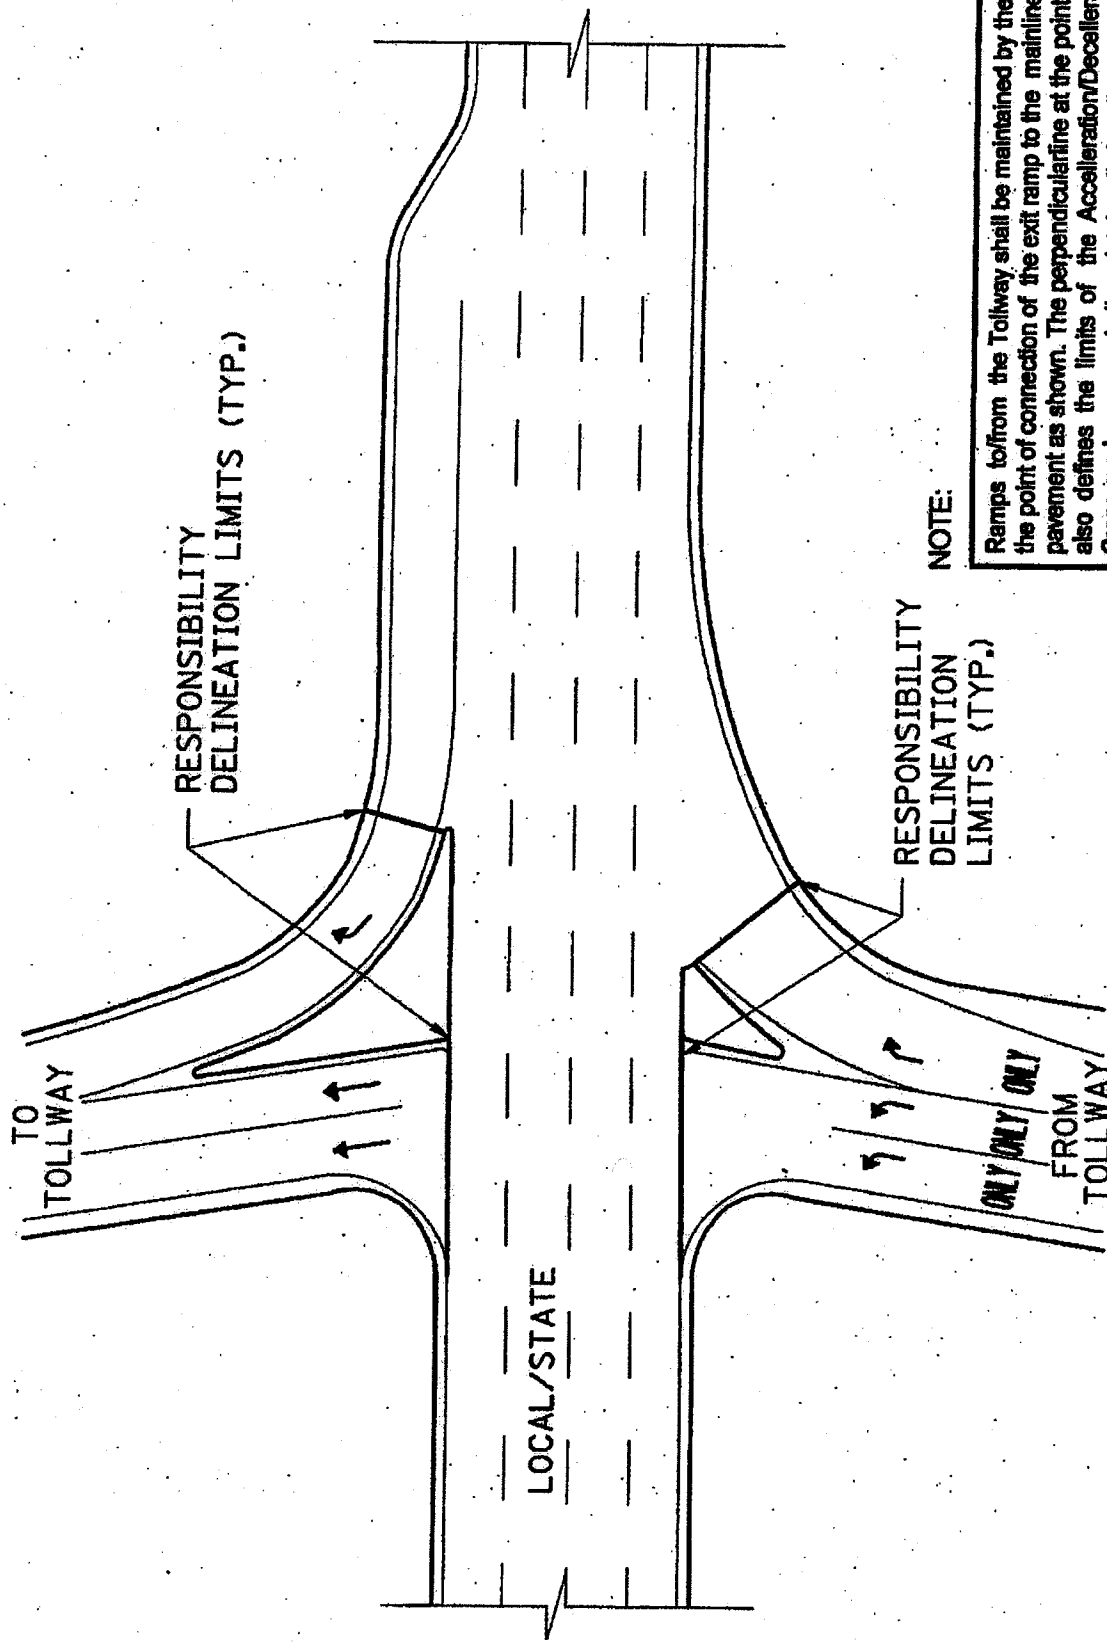 TO
TOLLWAY
RESPONSIBILITY
DELINEATION LIMITS (TYP.)
LOCAL/STATE
RESPONSIBILITY
DELINEATION
LIMITS (TYP.)
ONLY ONLY ONLY
FROM
TOLLWAY
NOTE:
Ramps to/from the Tollway shall be maintained by the
the point of connection of the exit ramp to the mainline
pavement as shown. The perpendicularline at the point
also defines the limits of the Accelleration/Deceller